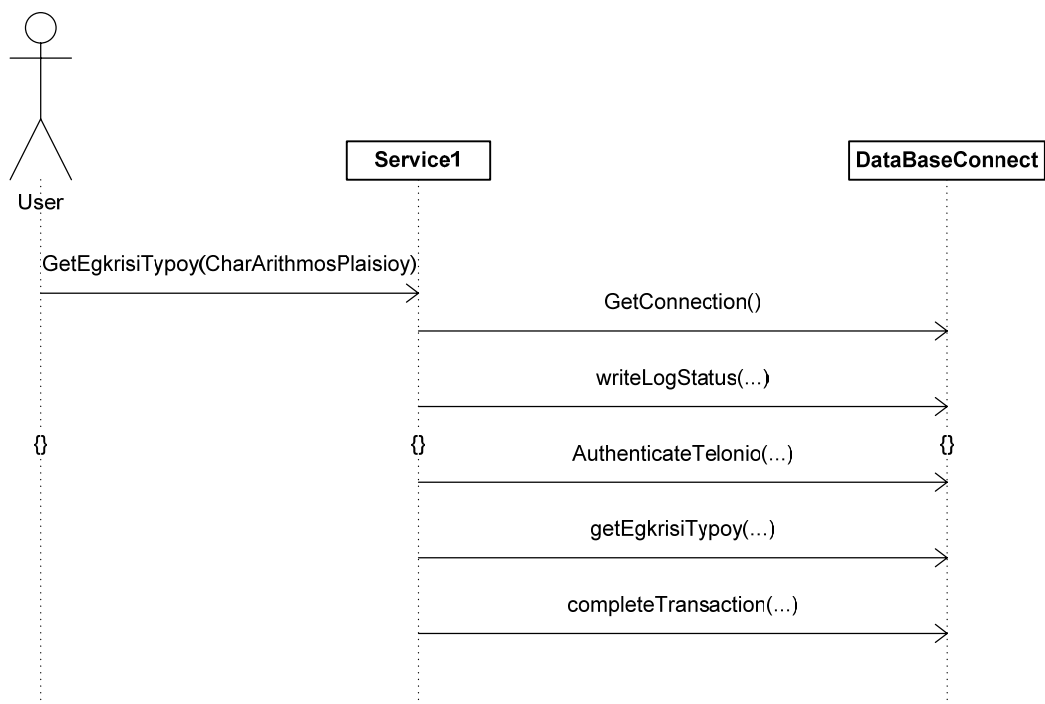 Service1
DataBaseConnect
User
GetEgkrisiTypoy(CharArithmosPlaisioy)
GetConnection()
writeLogStatus(...)
{}
{}
{}
AuthenticateTelonio(...)
getEgkrisiTypoy(...)
completeTransaction(...)